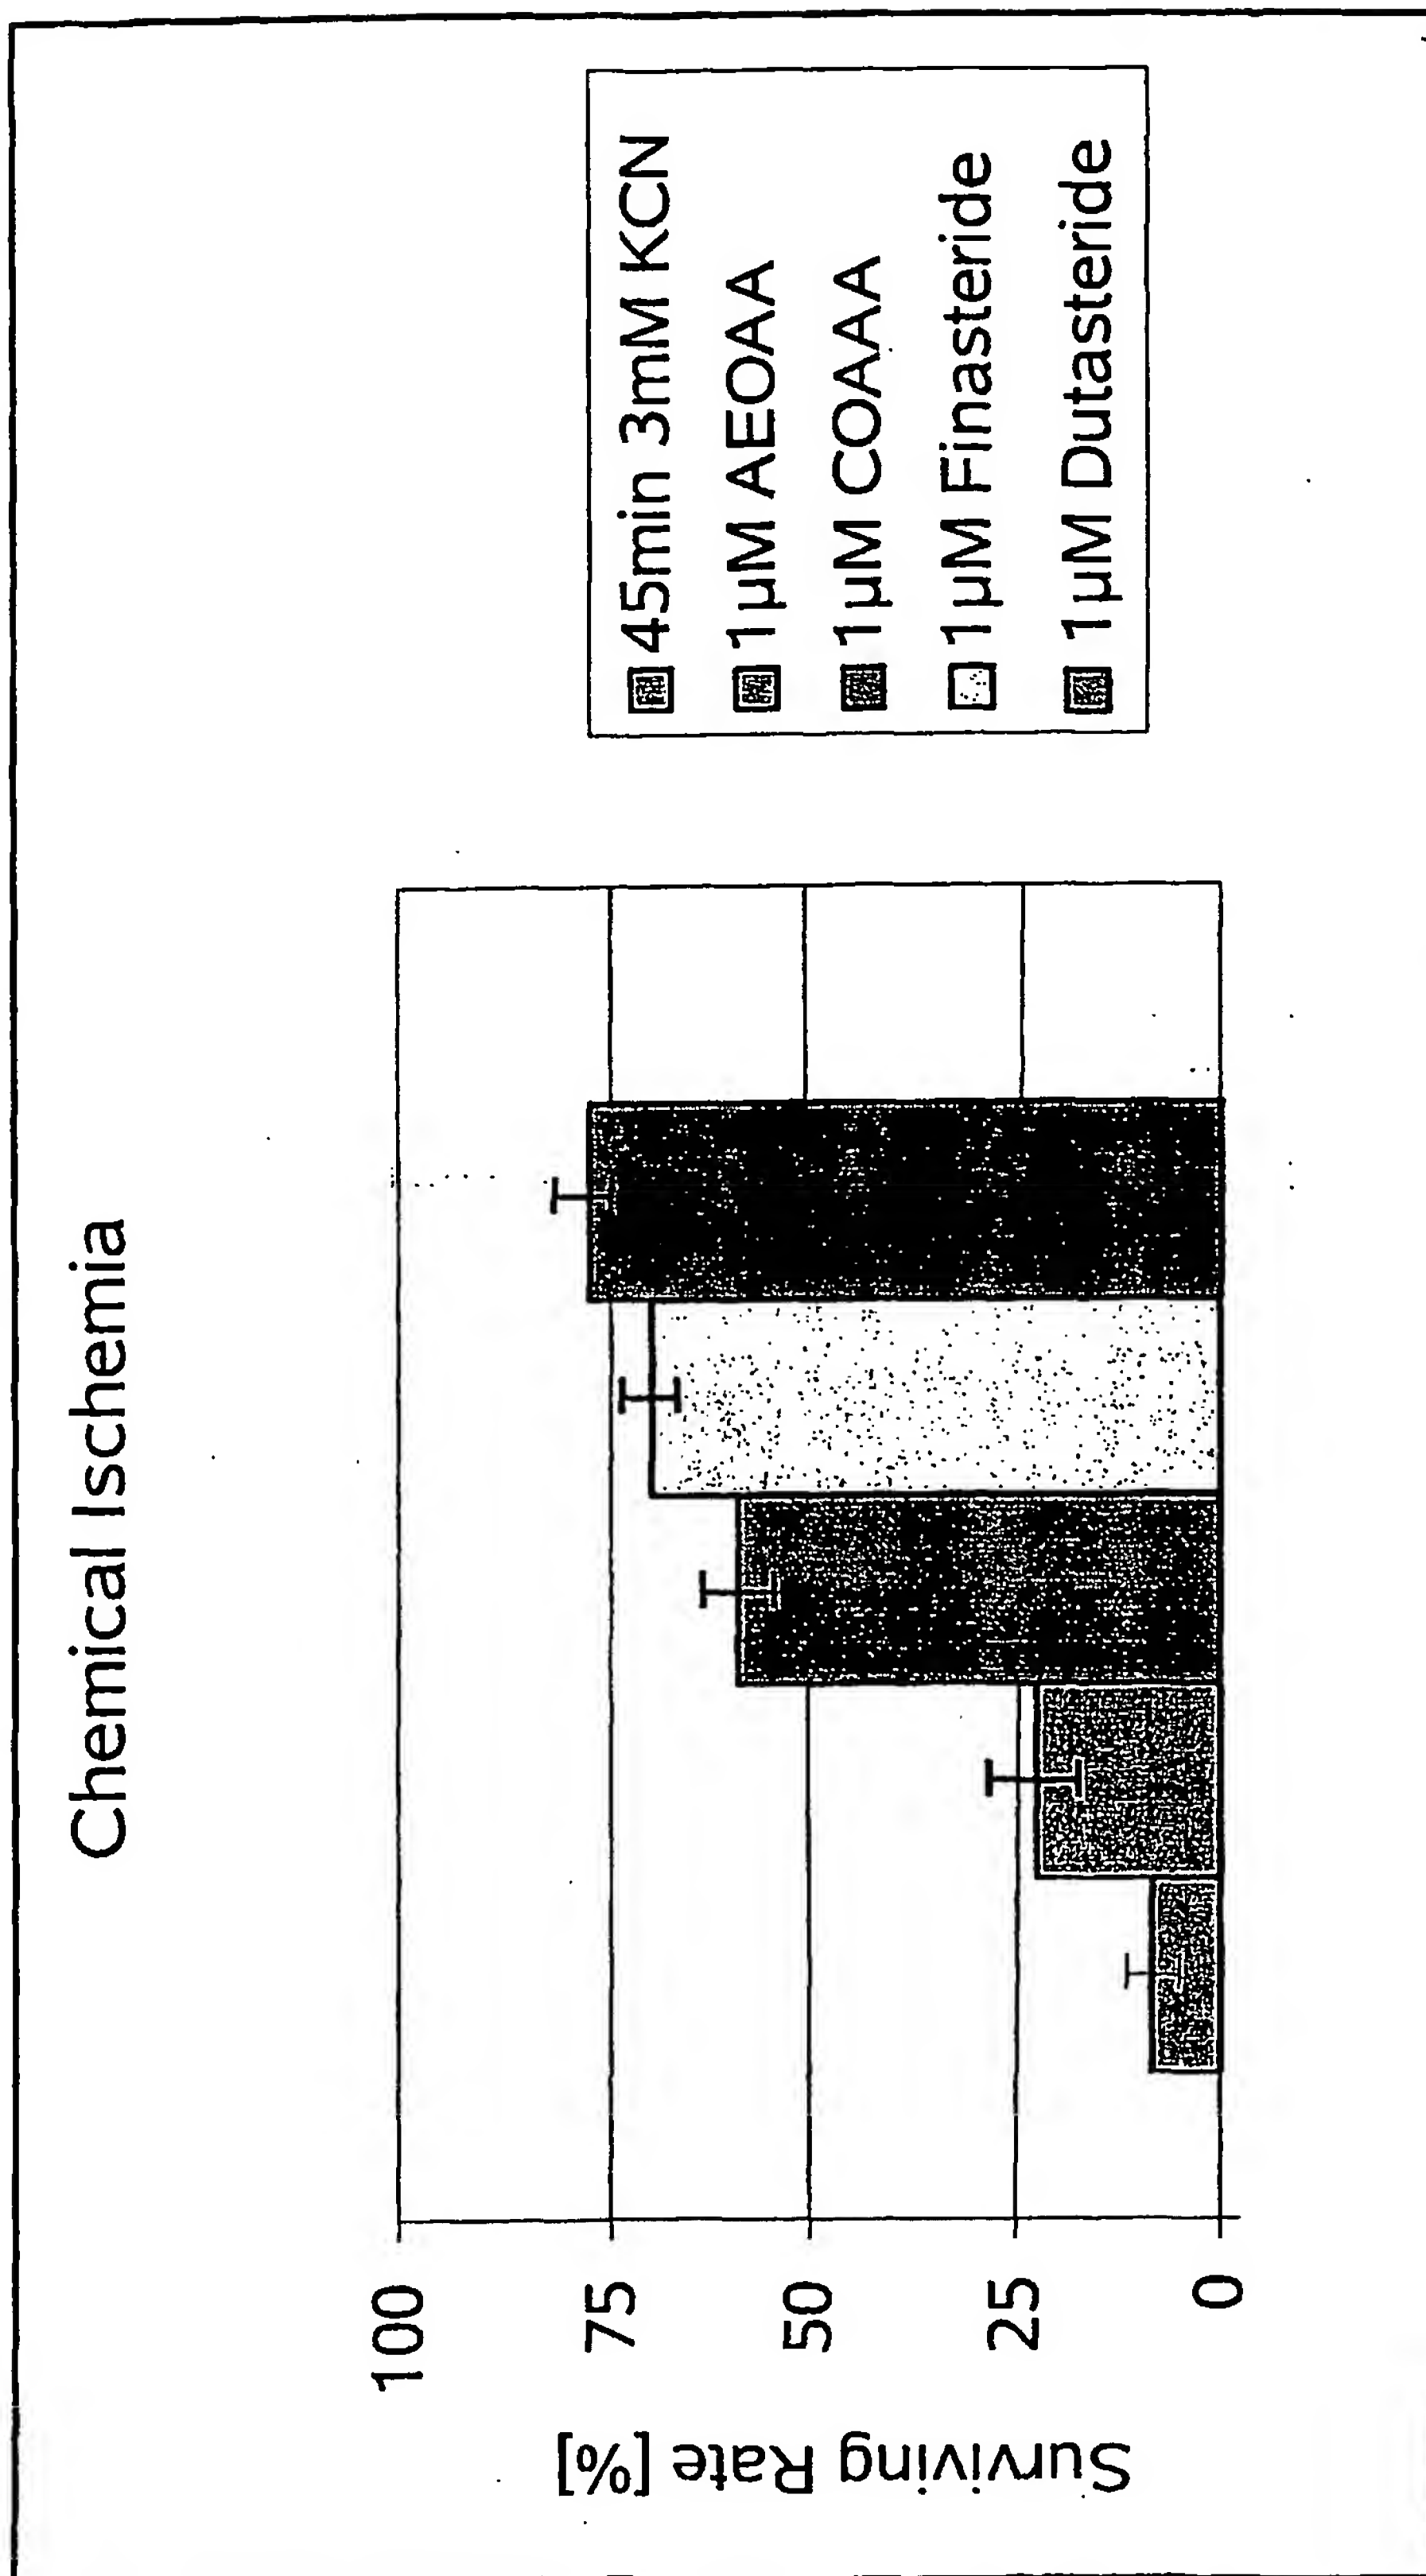 Chemical Ischemia
Surviving Rate [%]
100
75
50
25
0
45min 3mM KCN
1µM AEOAA
1µM COAAA
1µM Finasteride
1µM Dutasteride